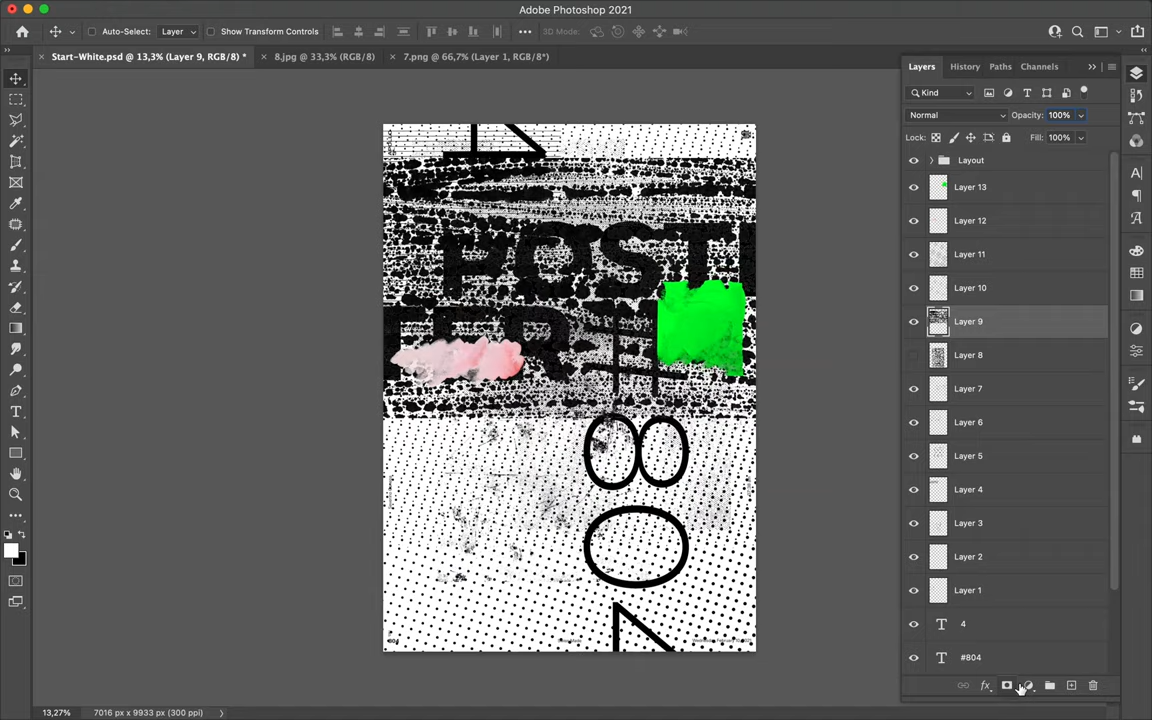 Adobe Photoshop 2021
Auto-Select: Layer Show Transform Controls 3D Mode:
Start-White.psd @ 13,3% (Layer 9, RGB/8) * 8.jpg @ 33,3% (RGB/8) 7.png @ 66,7% (Layer 1, RGB/8*)
Layers History Paths Channels
Kind
Normal Opacity: 100%
Lock: Fill: 100%
Layout
Layer 13
Layer 12
Layer 11
Layer 10
Layer 9
Layer 8
Layer 7
Layer 6
Layer 5
Layer 4
Layer 3
Layer 2
Layer 1
4
#804
fx
POSTE
TER
804
13,27% 7016 px x 9933 px (300 ppi)